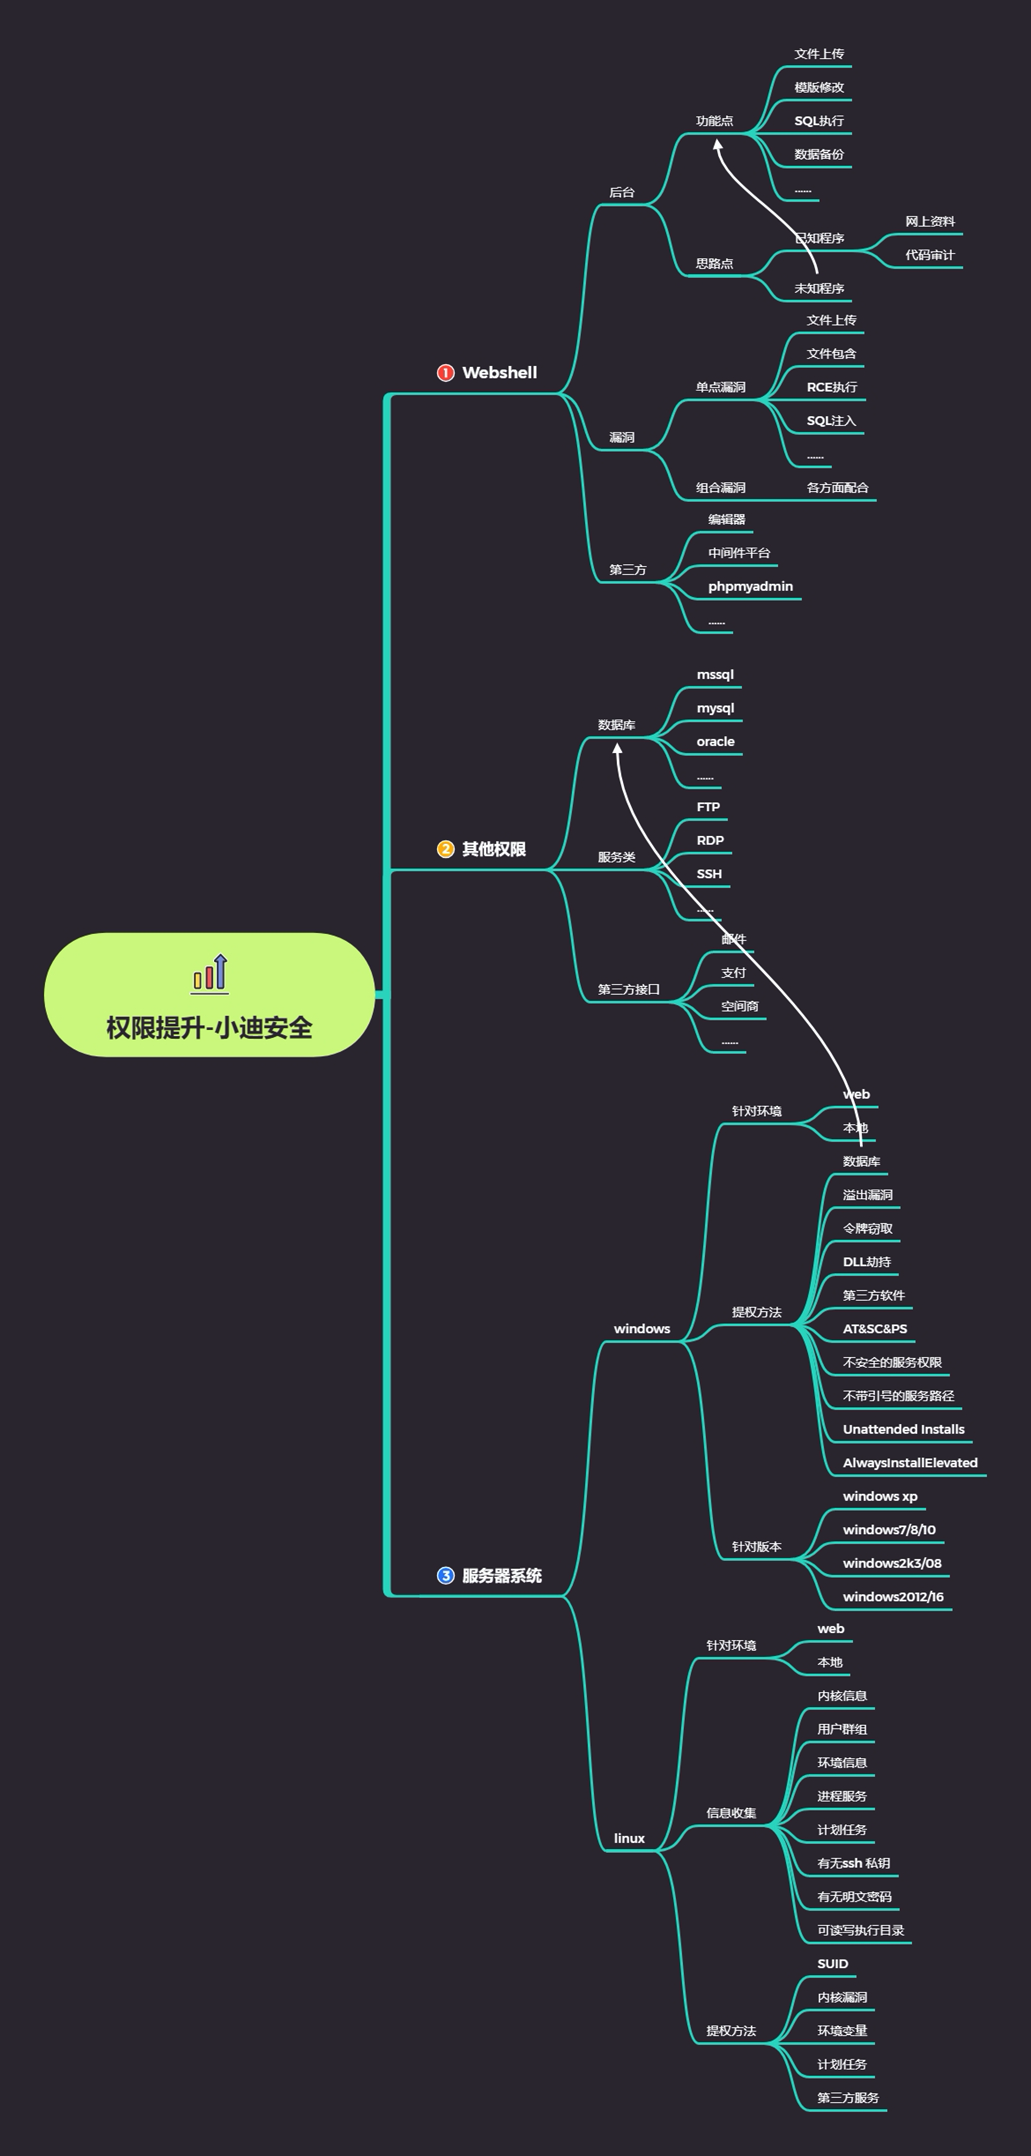 文件上传
模版修改
功能点
SQL执行
数据备份
......
后台
网上资料
已知程序
代码审计
思路点
未知程序
文件上传
文件包含
① Webshell
单点漏洞
RCE执行
SQL注入
漏洞
......
组合漏洞
各方面配合
编辑器
中间件平台
第三方
phpmyadmin
......
mssql
mysql
数据库
oracle
......
FTP
RDP
② 其他权限
服务类
SSH
......
邮件
支付
第三方接口
空间商
......
权限提升-小迪安全
web
针对环境
本地
数据库
溢出漏洞
令牌窃取
DLL劫持
第三方软件
提权方法
windows
AT&SC&PS
不安全的服务权限
不带引号的服务路径
Unattended Installs
AlwaysInstallElevated
windows xp
windows7/8/10
针对版本
windows2k3/08
③ 服务器系统
windows2012/16
web
针对环境
本地
内核信息
用户群组
环境信息
进程服务
信息收集
计划任务
linux
有无ssh 私钥
有无明文密码
可读写执行目录
SUID
内核漏洞
提权方法
环境变量
计划任务
第三方服务